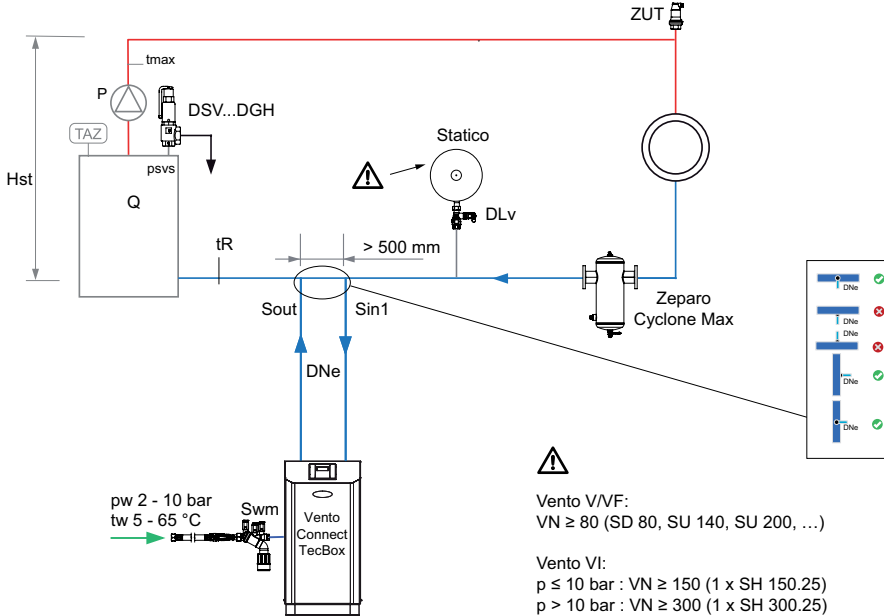 ZUT
tmax
P
DSV...DGH
TAZ
psvs
Statico
Hst
Q
DLv
tR
> 500 mm
Sout
Sin1
Zeparo
Cyclone Max
DNe
DNe
DNe
DNe
DNe
DNe
pw 2 - 10 bar
tw 5 - 65 °C
Swm
Vento
Connect
TecBox
Vento V/VF:
VN ≥ 80 (SD 80, SU 140, SU 200, …)
Vento VI:
p ≤ 10 bar : VN ≥ 150 (1 x SH 150.25)
p > 10 bar : VN ≥ 300 (1 x SH 300.25)